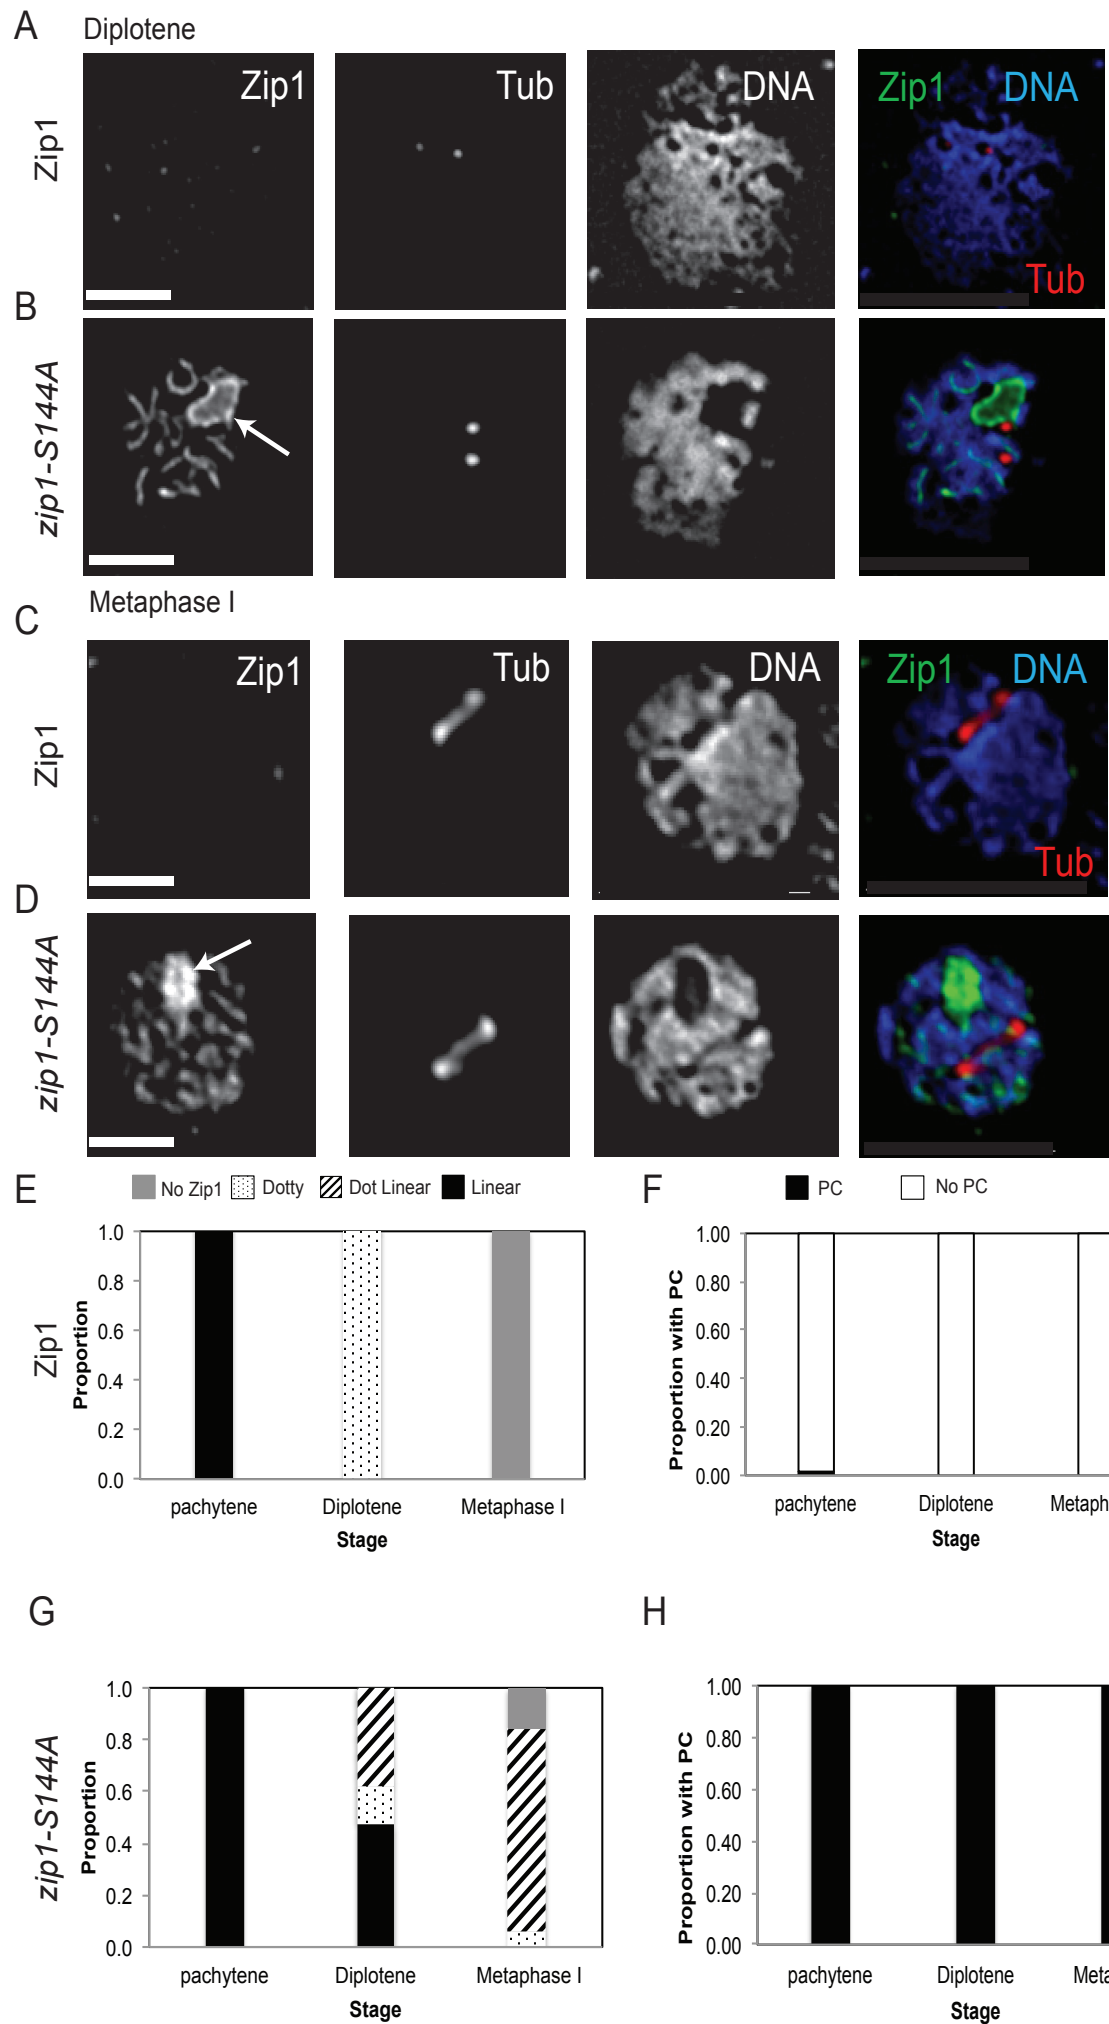 A
Diplotene
Zip1
Zip1
Tub
DNA
Zip1 DNA
Tub
B
zip1-S144A
Metaphase I
C
Zip1
Zip1
Tub
DNA
Zip1 DNA
Tub
D
zip1-S144A
E
No Zip1 Dotty Dot Linear Linear
Zip1
Proportion
1.0
0.8
0.6
0.4
0.2
0.0
pachytene Diplotene Metaphase I
Stage
F
PC No PC
Proportion with PC
1.00
0.80
0.60
0.40
0.20
0.00
pachytene Diplotene Metaph
Stage
G
zip1-S144A
Proportion
1.0
0.8
0.6
0.4
0.2
0.0
pachytene Diplotene Metaphase I
Stage
H
Proportion with PC
1.00
0.80
0.60
0.40
0.20
0.00
pachytene Diplotene Meta
Stage